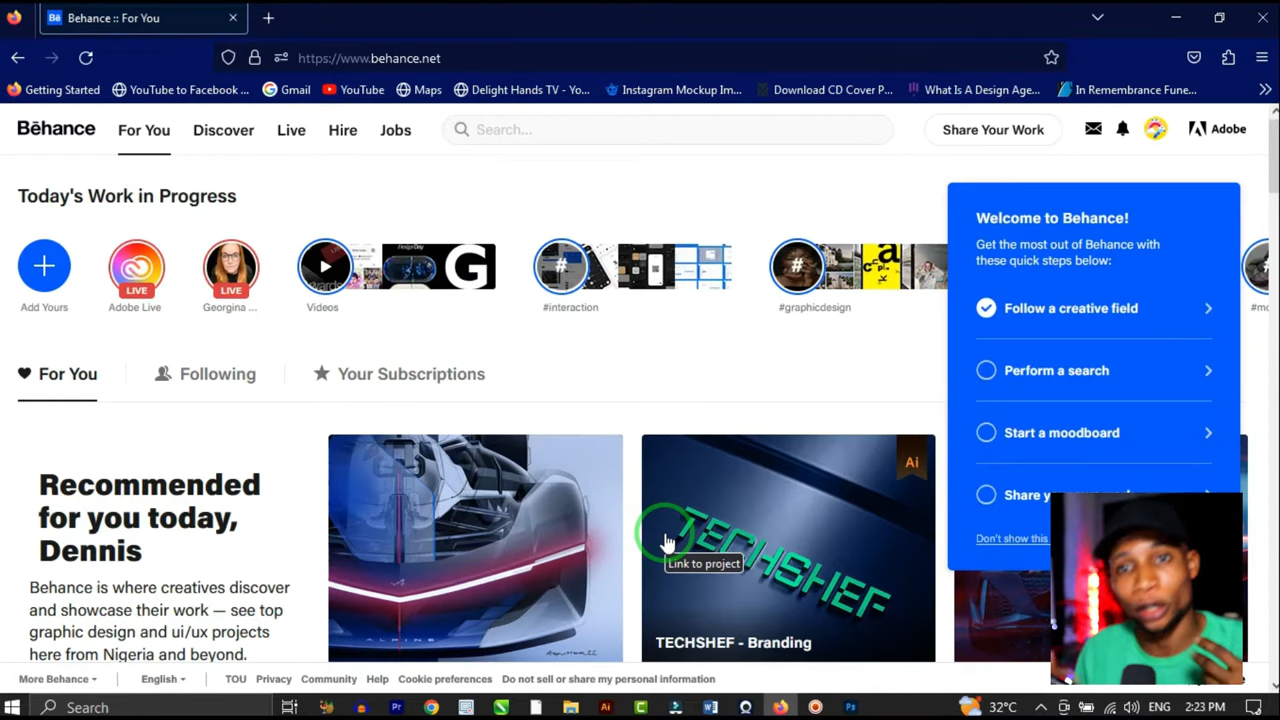 Behance :: For You
https://www.behance.net
Getting Started
YouTube to Facebook ...
Gmail
YouTube
Maps
Delight Hands TV - Yo...
Instagram Mockup Im...
Download CD Cover P...
What Is A Design Age...
In Remembrance Fune...
Bēhance
For You
Discover
Live
Hire
Jobs
Search...
Share Your Work
Adobe
Today's Work in Progress
LIVE
LIVE
G
#
#
Add Yours
Adobe Live
Georgina ...
Videos
#interaction
#graphicdesign
#mo
Welcome to Behance!
Get the most out of Behance with
these quick steps below:
Follow a creative field
Perform a search
Start a moodboard
Share y
Don't show this
For You
Following
Your Subscriptions
Recommended
for you today,
Dennis
Behance is where creatives discover
and showcase their work — see top
graphic design and ui/ux projects
here from Nigeria and beyond.
ALPINE
Ai
TECHSHEF
Link to project
TECHSHEF - Branding
More Behance
English
TOU
Privacy
Community
Help
Cookie preferences
Do not sell or share my personal information
Search
32°C
ENG
2:23 PM